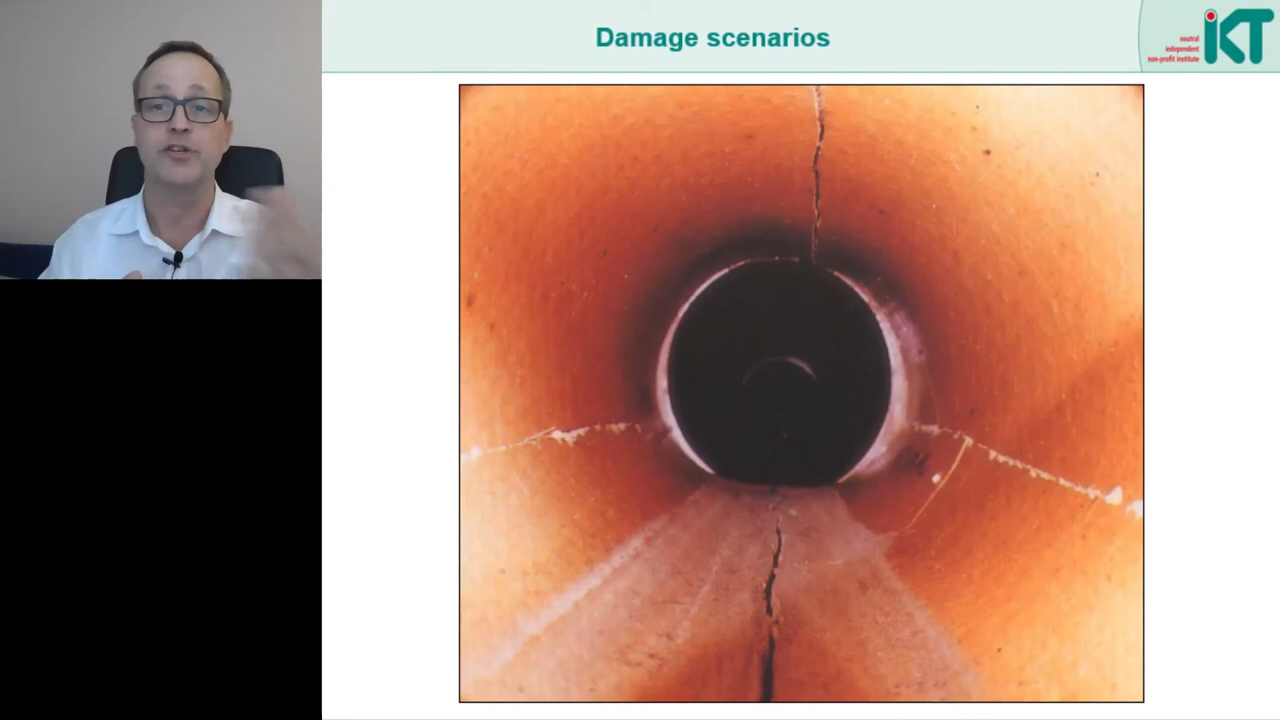 Damage scenarios
neutral
independent
non-profit institute
iKT